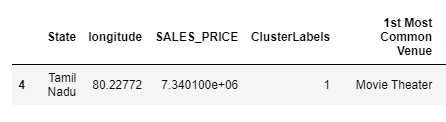 State longitude SALES_PRICE ClusterLabels 1st Most Common Venue
4 Tamil Nadu 80.22772 7.340100e+06 1 Movie Theater